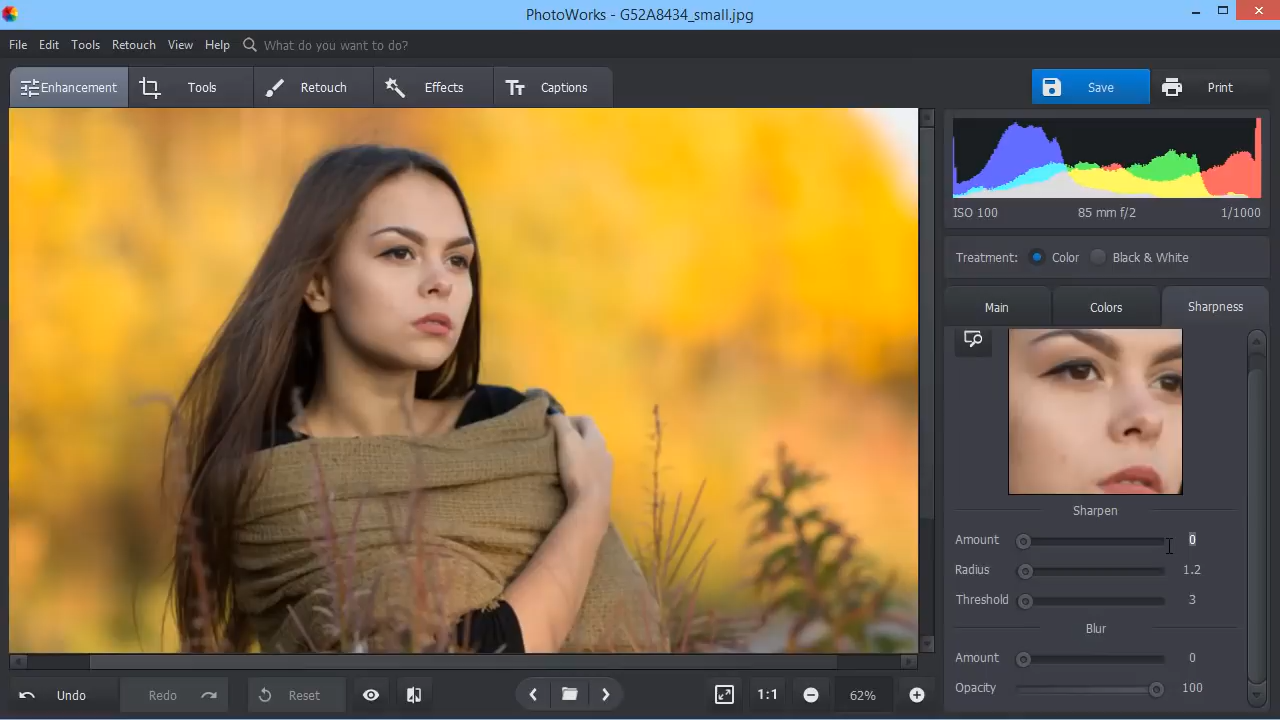 PhotoWorks - G52A8434_small.jpg
File Edit Tools Retouch View Help What do you want to do?
Enhancement Tools Retouch Effects Captions Save Print
ISO 100 85 mm f/2 1/1000
Treatment: Color Black & White
Main Colors Sharpness
Sharpen
Amount 0
Radius 1.2
Threshold 3
Blur
Amount 0
Opacity 100
Undo Redo Reset 1:1 62%